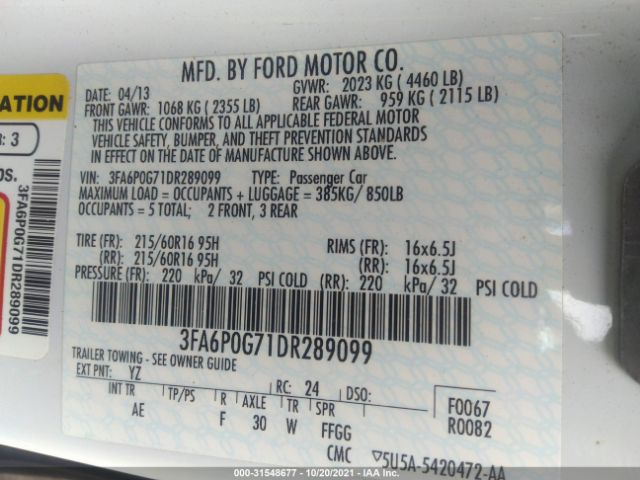 MFD. BY FORD MOTOR CO.
DATE: 04/13 GVWR: 2023 KG ( 4460 LB)
FRONT GAWR: 1068 KG ( 2355 LB) REAR GAWR: 959 KG ( 2115 LB)
THIS VEHICLE CONFORMS TO ALL APPLICABLE FEDERAL MOTOR
VEHICLE SAFETY, BUMPER, AND THEFT PREVENTION STANDARDS
IN EFFECT ON THE DATE OF MANUFACTURE SHOWN ABOVE.
VIN: 3FA6P0G71DR289099 TYPE: Passenger Car
MAXIMUM LOAD = OCCUPANTS + LUGGAGE = 385KG/ 850LB
OCCUPANTS = 5 TOTAL; 2 FRONT, 3 REAR
TIRE (FR): 215/60R16 95H RIMS (FR): 16x6.5J
(RR): 215/60R16 95H (RR): 16x6.5J
PRESSURE (FR): 220 kPa/ 32 PSI COLD (RR): 220 kPa/ 32 PSI COLD
3FA6P0G71DR289099
TRAILER TOWING - SEE OWNER GUIDE
EXT PNT: YZ RC: 24 DSO:
INT TR TP/PS R AXLE TR SPR F0067
AE F 30 W FFGG R0082
CMC ▽5U5A-5420472-AA
ATION
: 3
3FA6P0G71DR289099
000-31548677 - 10/20/2021 - IAA US Holdings, Inc.